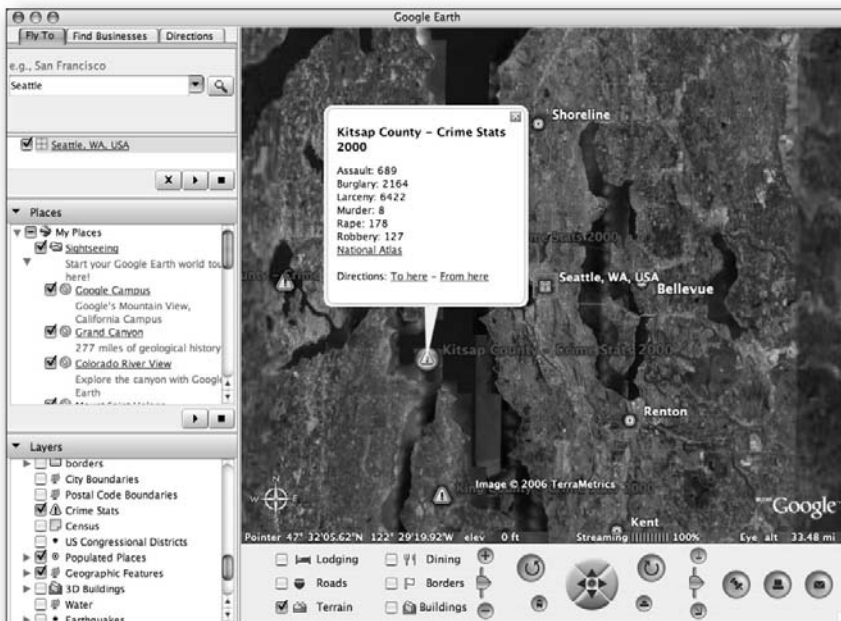 Google Earth
Fly To
Find Businesses
Directions
e.g., San Francisco
Seattle
Seattle, WA, USA
Places
My Places
Sightseeing
Start your Google Earth world tou
here!
Google Campus
Google's Mountain View,
California Campus
Grand Canyon
277 miles of geological history
Colorado River View
Explore the canyon with Googl
Earth
Layers
borders
City Boundaries
Postal Code Boundaries
Crime Stats
Census
US Congressional Districts
Populated Places
Geographic Features
3D Buildings
Water
Earthquakes
Kitsap County – Crime Stats
2000
Assault: 689
Burglary: 2164
Larceny: 6422
Murder: 8
Rape: 178
Robbery: 127
National Atlas
Directions: To here – From here
Shoreline
me Stats 2000
Seattle, WA, USA
Bellevue
Kitsap County – Crime Stats 2000
Renton
Image © 2006 TerraMetrics
Google
Kent
N
W E
Pointer 47° 32'05.62"N 122° 29'19.92"W elev 0 ft Streaming 100% Eye alt 33.48 mi
Lodging
Dining
Roads
Borders
Terrain
Buildings